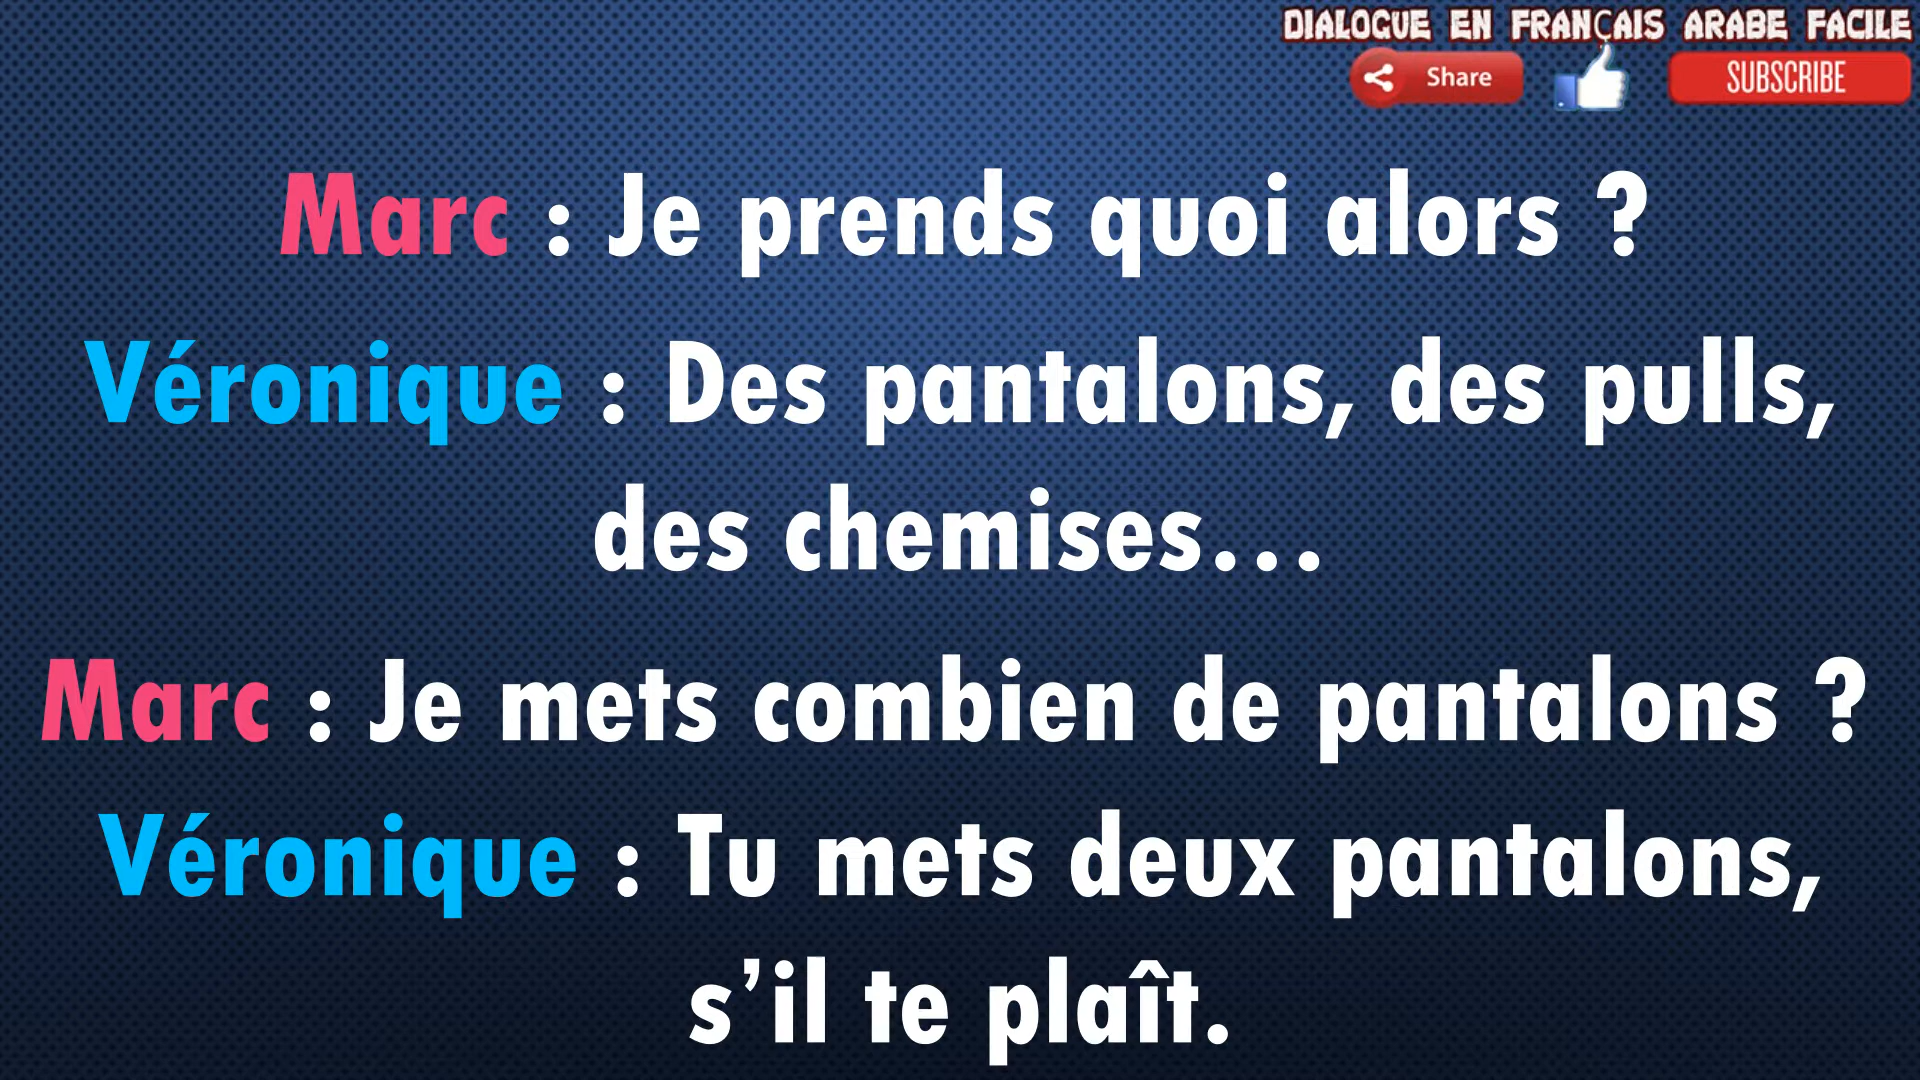 DIALOGUE EN FRANÇAIS ARABE FACILE
Share
SUBSCRIBE
Marc : Je prends quoi alors ?
Véronique : Des pantalons, des pulls,
des chemises...
Marc : Je mets combien de pantalons ?
Véronique : Tu mets deux pantalons,
s’il te plaît.